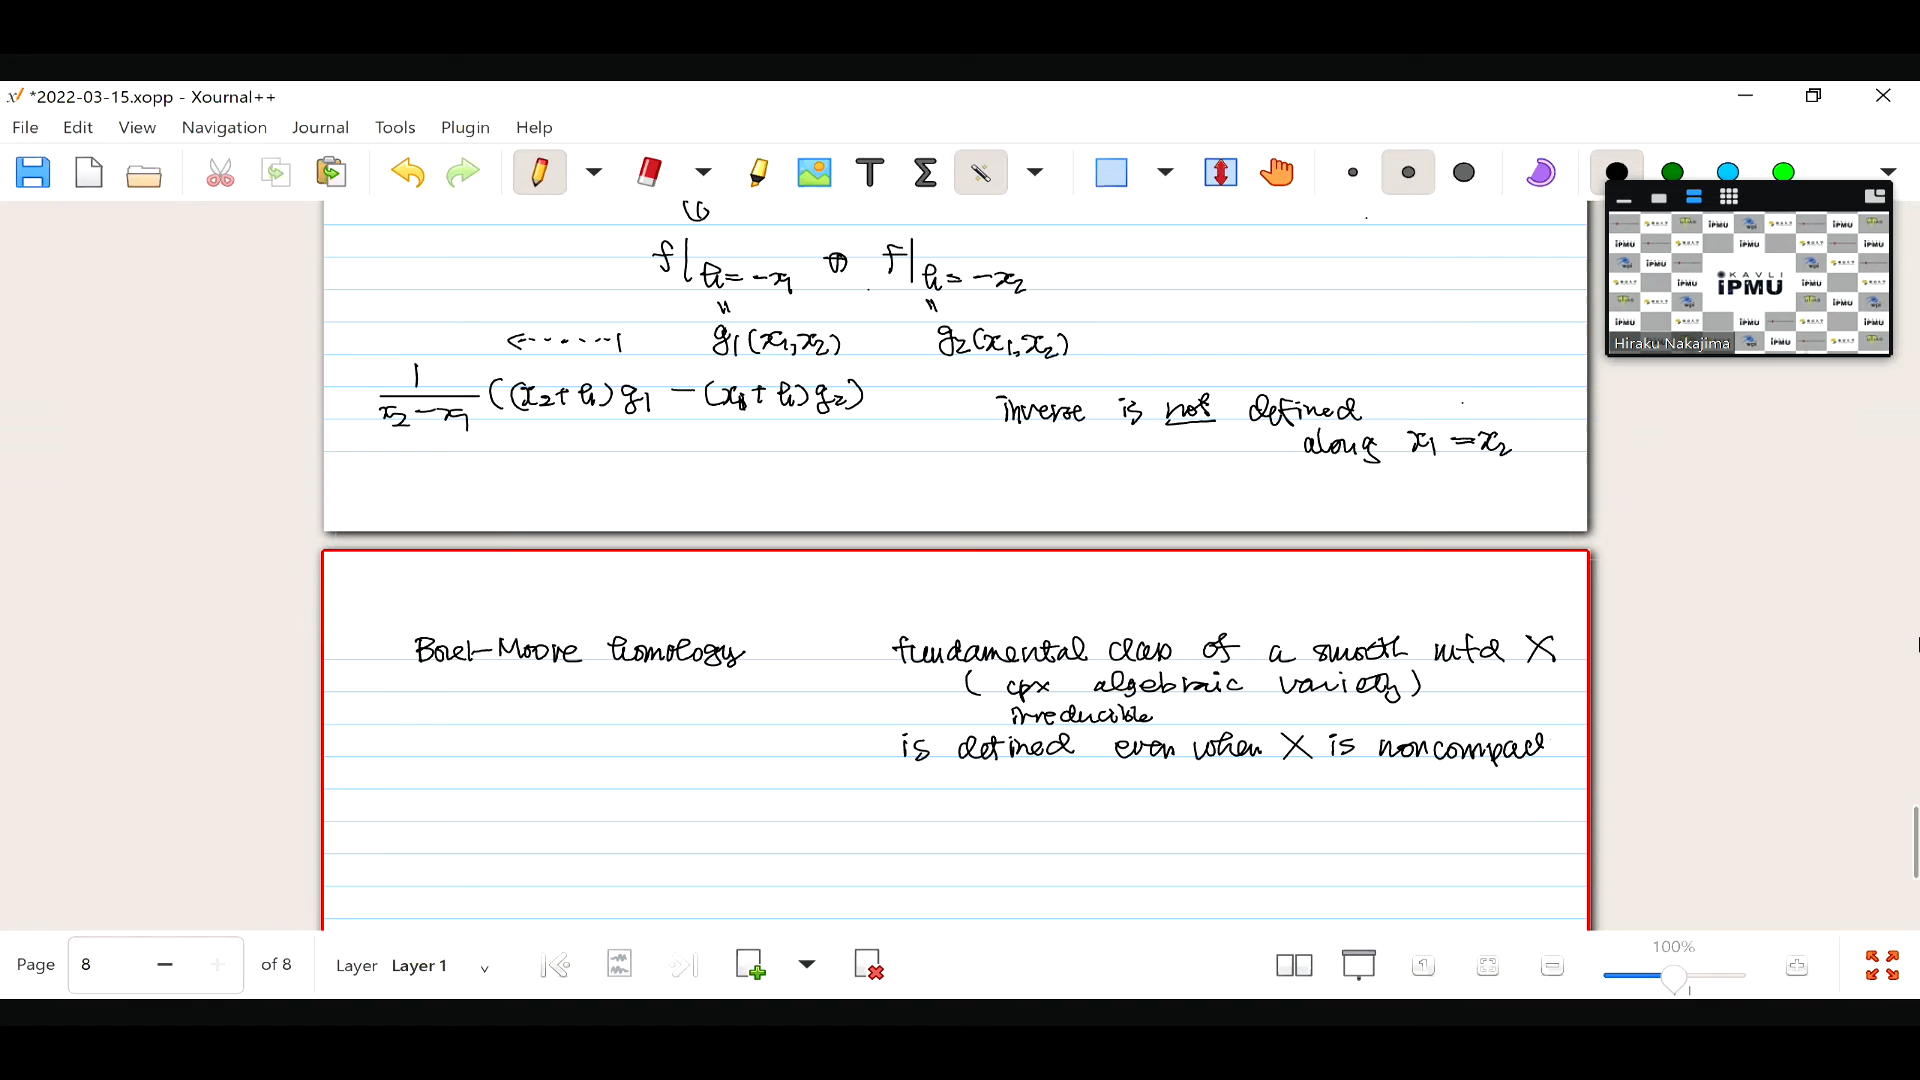 *2022-03-15.xopp - Xournal++
File Edit View Navigation Journal Tools Plugin Help
KAVLI
IPMU
Hiraku Nakajima
f|ℏ=-x₁ ⊕ f|ℏ=-x₂
" "
<······| g₁(x₁,x₂) g₂(x₁,x₂)
1/(x₂-x₁) ((x₂+ℏ)g₁ - (x₁+ℏ)g₂)
inverse is not defined
along x₁=x₂
Borel-Moore homology
fundamental class of a smooth mfd X
(cpx algebraic variety)
irreducible
is defined even when X is noncompact
Page 8 of 8 Layer Layer 1
100%